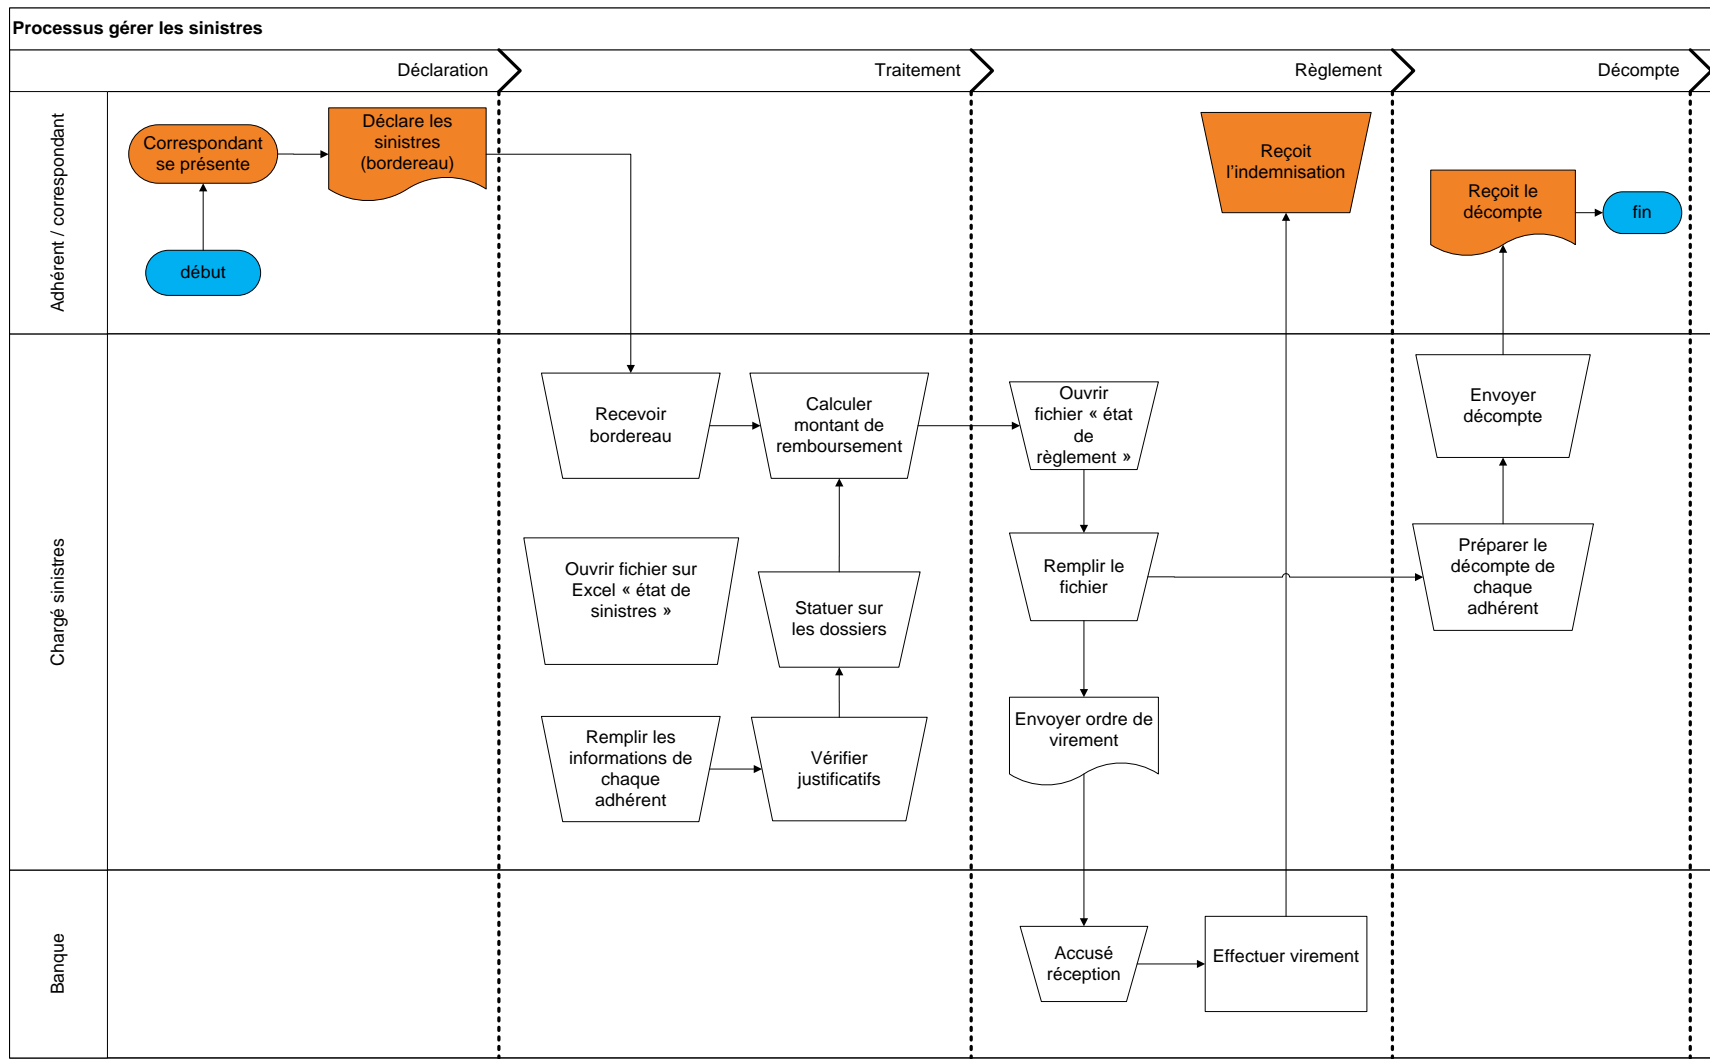 Processus gérer les sinistres
Déclaration
Traitement
Règlement
Décompte
Adhérent / correspondant
Correspondant
se présente
Déclare les
sinistres
(bordereau)
début
Reçoit
l'indemnisation
Reçoit le
décompte
fin
Chargé sinistres
Recevoir
bordereau
Calculer
montant de
remboursement
Ouvrir
fichier « état
de
règlement »
Envoyer
décompte
Ouvrir fichier sur
Excel « état de
sinistres »
Statuer sur
les dossiers
Remplir le
fichier
Préparer le
décompte de
chaque
adhérent
Remplir les
informations de
chaque
adhérent
Vérifier
justificatifs
Envoyer ordre de
virement
Banque
Accusé
réception
Effectuer virement